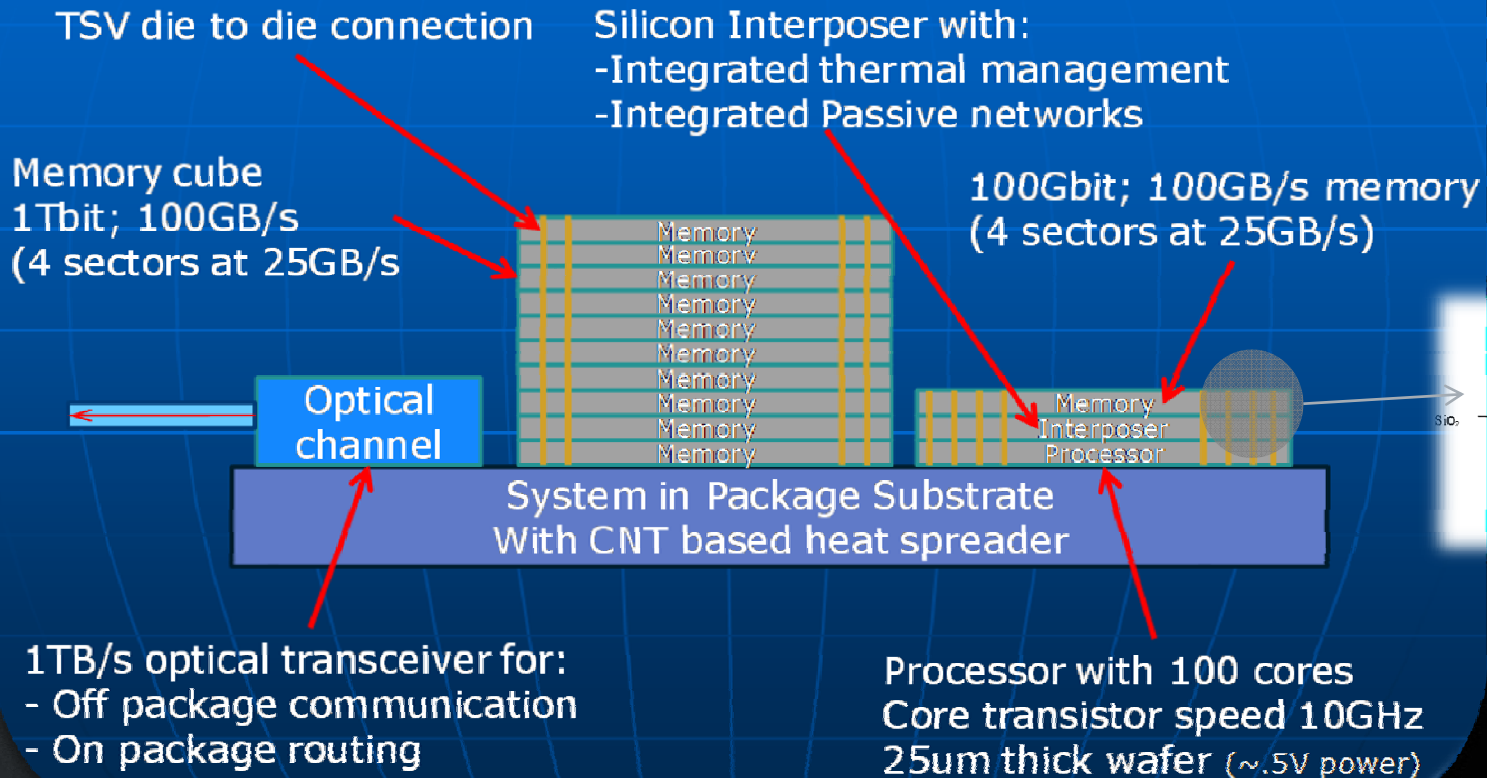 TSV die to die connection
Silicon Interposer with:
-Integrated thermal management
-Integrated Passive networks
Memory cube
1Tbit; 100GB/s
(4 sectors at 25GB/s
100Gbit; 100GB/s memory
(4 sectors at 25GB/s)
Memory
Memory
Memory
Memory
Memory
Memory
Memory
Memory
Memory
Memory
Optical
channel
Memory
Interposer
Processor
SiO₂
System in Package Substrate
With CNT based heat spreader
1TB/s optical transceiver for:
- Off package communication
- On package routing
Processor with 100 cores
Core transistor speed 10GHz
25um thick wafer (~.5V power)